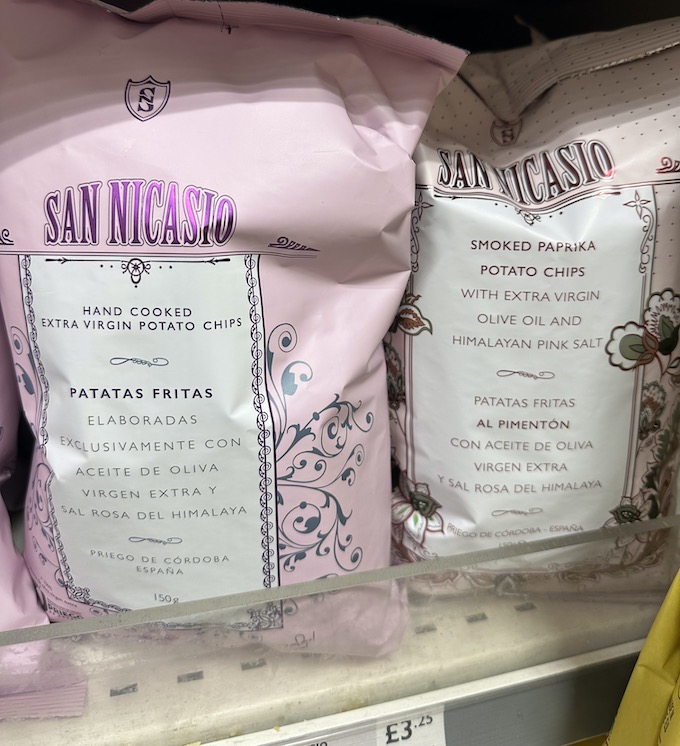 SAN NICASIO
HAND COOKED
EXTRA VIRGIN POTATO CHIPS
PATATAS FRITAS
ELABORADAS
EXCLUSIVAMENTE CON
ACEITE DE OLIVA
VIRGEN EXTRA Y
SAL ROSA DEL HIMALAYA
PRIEGO DE CÓRDOBA
ESPAÑA
150g
SAN NICASIO
SMOKED PAPRIKA
POTATO CHIPS
WITH EXTRA VIRGIN
OLIVE OIL AND
HIMALAYAN PINK SALT
PATATAS FRITAS
AL PIMENTÓN
CON ACEITE DE OLIVA
VIRGEN EXTRA
Y SAL ROSA DEL HIMALAYA
PRIEGO DE CÓRDOBA - ESPAÑA
£3.25